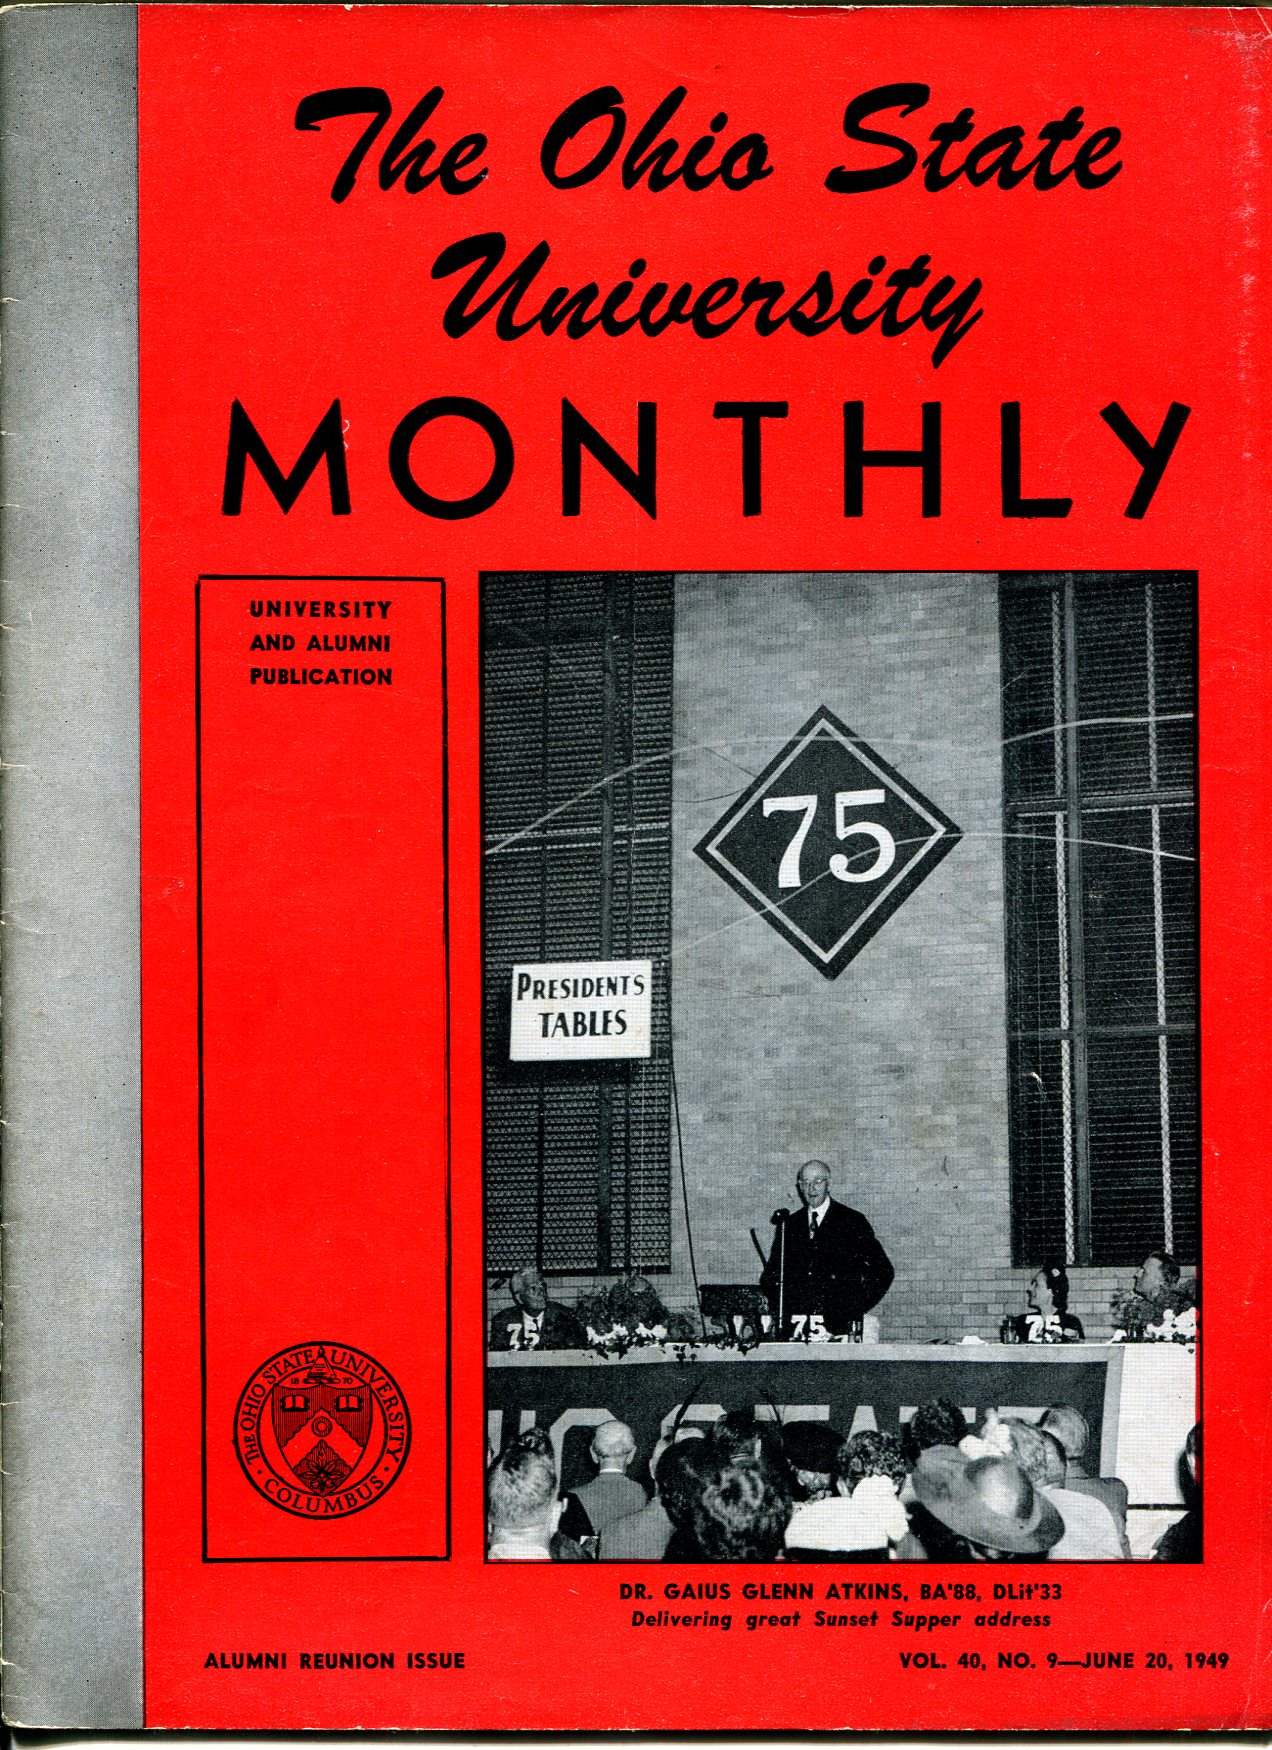 The Ohio State
University
MONTHLY
UNIVERSITY
AND ALUMNI
PUBLICATION
75
PRESIDENTS
TABLES
75
75
75
THE OHIO STATE UNIVERSITY
18 70
COLUMBUS
DR. GAIUS GLENN ATKINS, BA'88, DLit'33
Delivering great Sunset Supper address
ALUMNI REUNION ISSUE
VOL. 40, NO. 9—JUNE 20, 1949